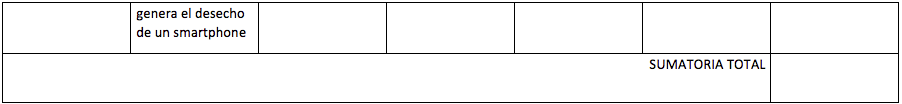 genera el desecho
de un smartphone
SUMATORIA TOTAL